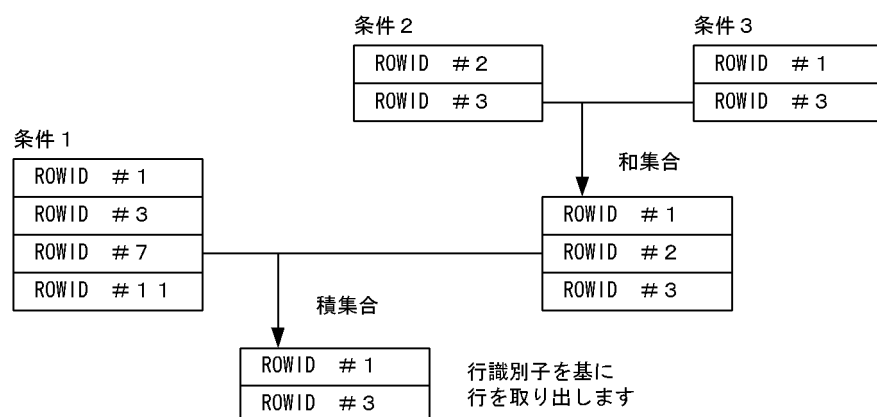 条件２
ROWID ＃２
ROWID ＃３
条件３
ROWID ＃１
ROWID ＃３
条件１
ROWID ＃１
ROWID ＃３
ROWID ＃７
ROWID ＃１１
和集合
ROWID ＃１
ROWID ＃２
ROWID ＃３
積集合
ROWID ＃１
ROWID ＃３
行識別子を基に
行を取り出します